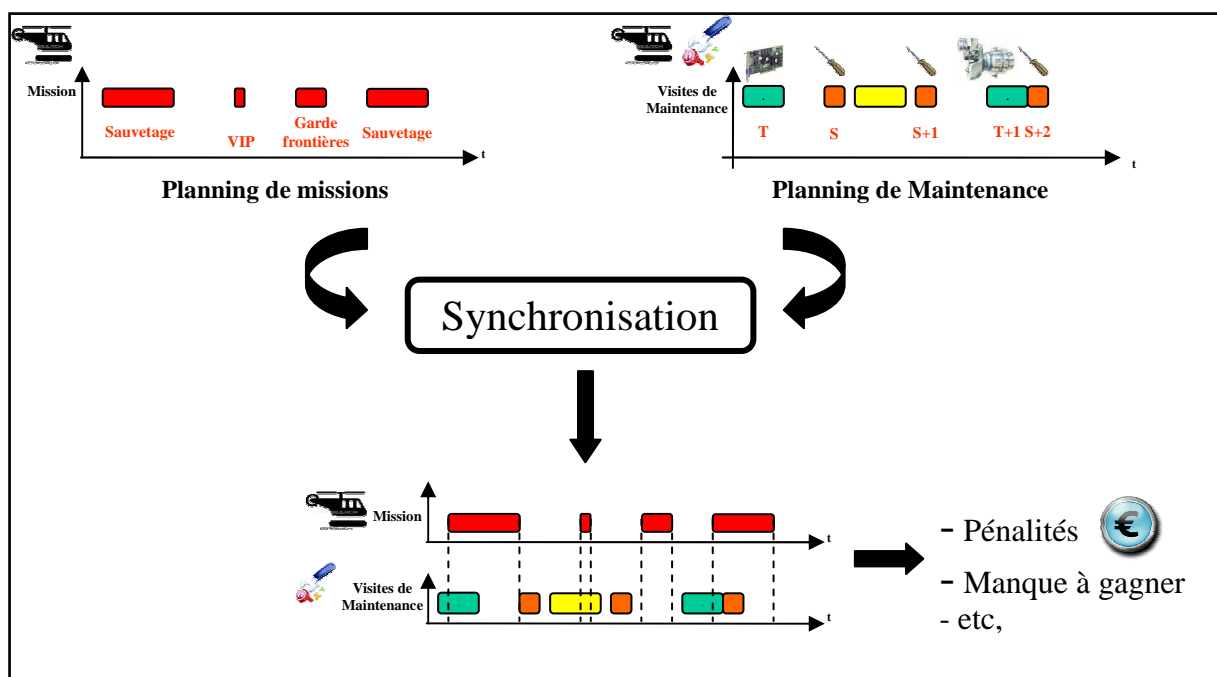 Mission
Sauvetage
VIP
Garde
frontières
Sauvetage
t
Planning de missions
Visites de
Maintenance
T
S
S+1
T+1 S+2
t
Planning de Maintenance
Synchronisation
Mission
t
Visites de
Maintenance
t
- Pénalités
€
- Manque à gagner
- etc,